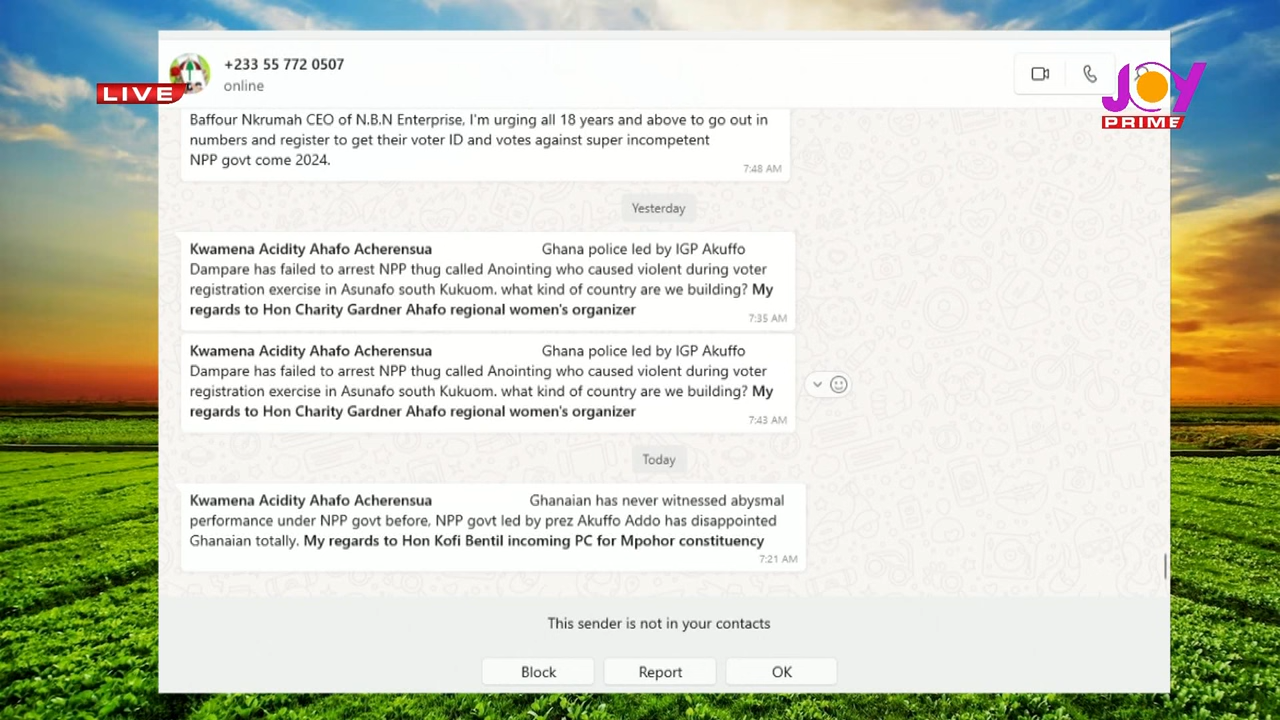 +233 55 772 0507
online
LIVE
JOY
PRIME
Baffour Nkrumah CEO of N.B.N Enterprise, I'm urging all 18 years and above to go out in
numbers and register to get their voter ID and votes against super incompetent
NPP govt come 2024.
7:48 AM
Yesterday
Kwamena Acidity Ahafo Acherensua Ghana police led by IGP Akuffo
Dampare has failed to arrest NPP thug called Anointing who caused violent during voter
registration exercise in Asunafo south Kukuom. what kind of country are we building? My
regards to Hon Charity Gardner Ahafo regional women's organizer
7:35 AM
Kwamena Acidity Ahafo Acherensua Ghana police led by IGP Akuffo
Dampare has failed to arrest NPP thug called Anointing who caused violent during voter
registration exercise in Asunafo south Kukuom. what kind of country are we building? My
regards to Hon Charity Gardner Ahafo regional women's organizer
7:43 AM
Today
Kwamena Acidity Ahafo Acherensua Ghanaian has never witnessed abysmal
performance under NPP govt before, NPP govt led by prez Akuffo Addo has disappointed
Ghanaian totally. My regards to Hon Kofi Bentil incoming PC for Mpohor constituency
7:21 AM
This sender is not in your contacts
Block
Report
OK